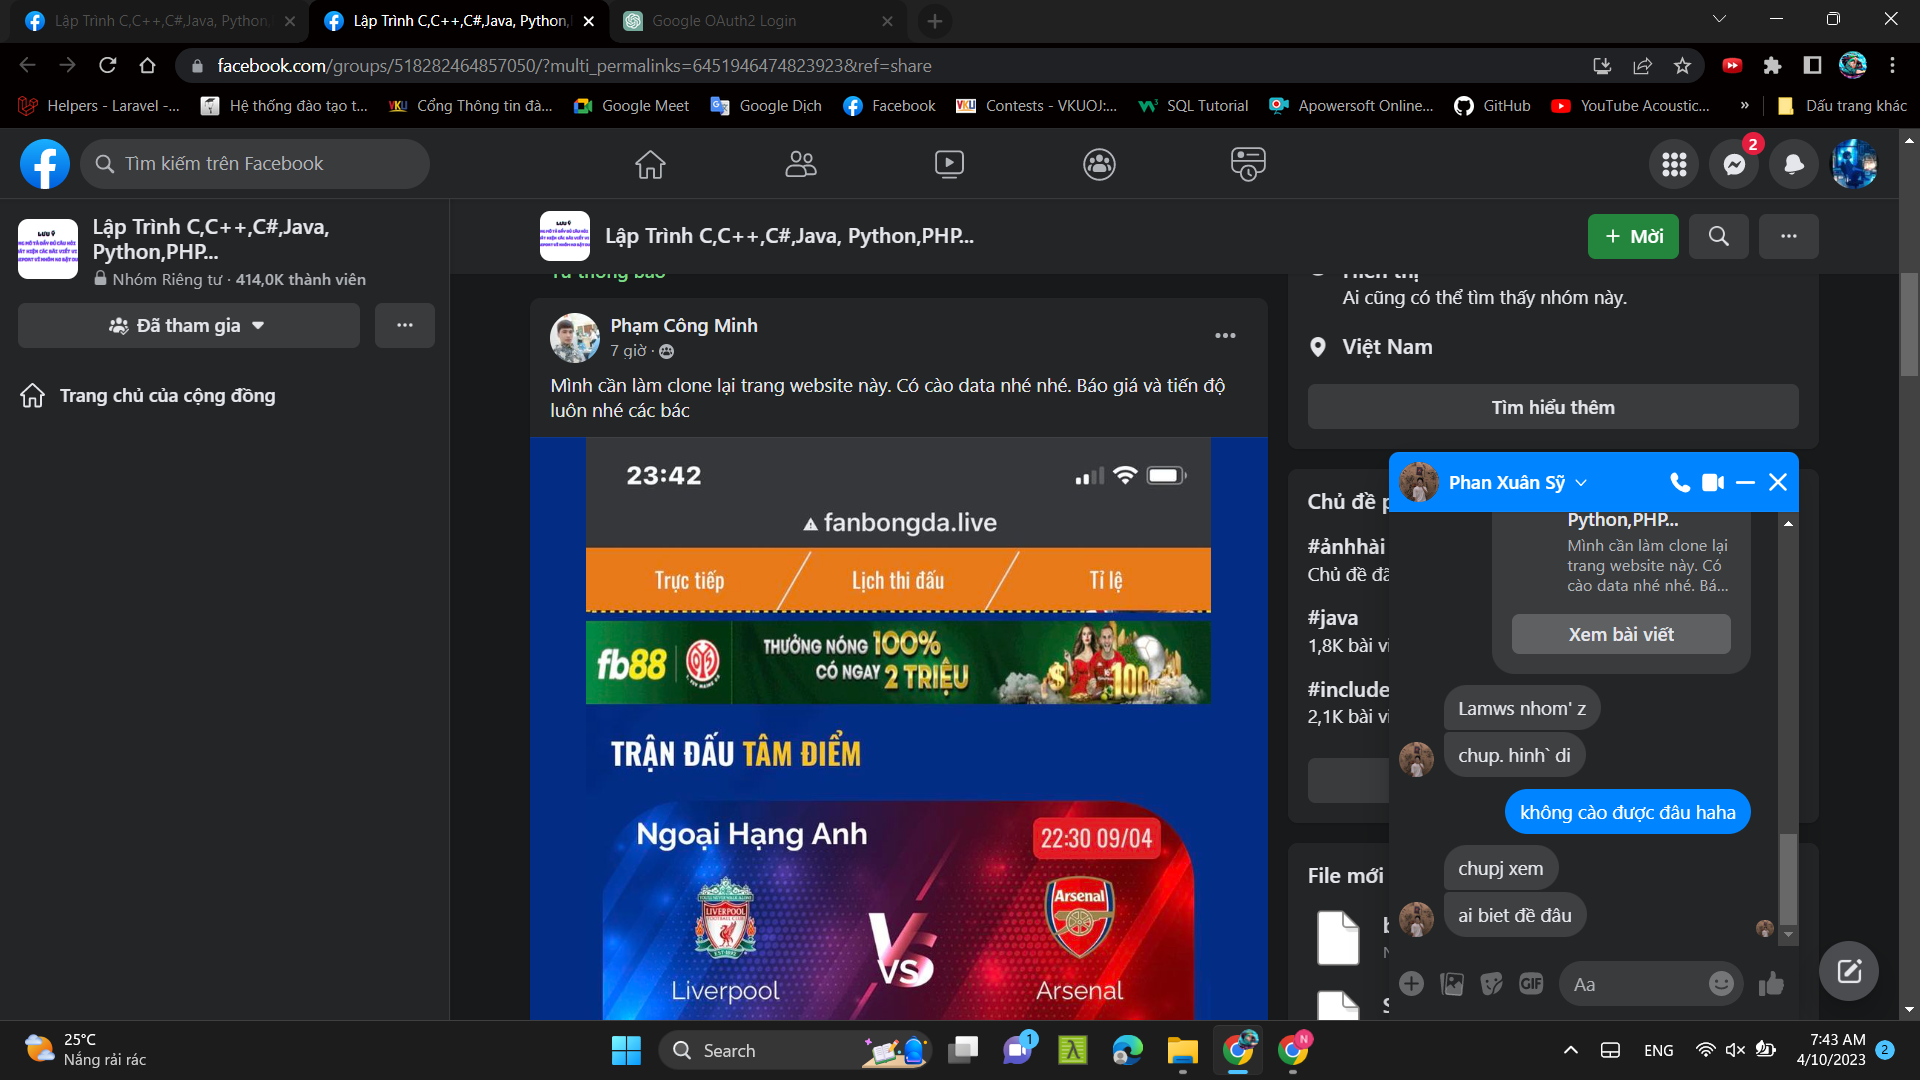 Lập Trình C,C++,C#,Java, Python,
Lập Trình C,C++,C#,Java, Python,
Google OAuth2 Login
facebook.com/groups/518282464857050/?multi_permalinks=6451946474823923&ref=share
Helpers - Laravel -...
Hệ thống đào tạo t...
Cổng Thông tin đà...
Google Meet
Google Dịch
Facebook
Contests - VKUOJ:...
SQL Tutorial
Apowersoft Online...
GitHub
YouTube Acoustic...
»
Dấu trang khác
Tìm kiếm trên Facebook
2
Lập Trình C,C++,C#,Java,
Python,PHP...
Nhóm Riêng tư · 414,0K thành viên
Đã tham gia
Trang chủ của cộng đồng
Lập Trình C,C++,C#,Java, Python,PHP...
+ Mời
Phạm Công Minh
7 giờ ·
Mình cần làm clone lại trang website này. Có cào data nhé nhé. Báo giá và tiến độ
luôn nhé các bác
23:42
fanbongda.live
Trực tiếp
Lịch thi đấu
Tỉ lệ
fb88
THƯỞNG NÓNG 100%
CÓ NGAY 2 TRIỆU
$ 100%
TRẬN ĐẤU TÂM ĐIỂM
Ngoại Hạng Anh
22:30 09/04
LIVERPOOL
VS
Arsenal
Liverpool
Arsenal
Hiển thị
Ai cũng có thể tìm thấy nhóm này.
Việt Nam
Tìm hiểu thêm
Chủ đề p
#ảnhhài
Chủ đề đã
#java
1,8K bài vi
#include
2,1K bài vi
File mới
Phan Xuân Sỹ
Python,PHP...
Mình cần làm clone lại
trang website này. Có
cào data nhé nhé. Bá...
Xem bài viết
Lamws nhom' z
chup. hinh` di
không cào được đâu haha
chupj xem
ai biet đề đâu
GIF
Aa
25°C
Nắng rải rác
Search
1
N
ENG
7:43 AM
4/10/2023
2